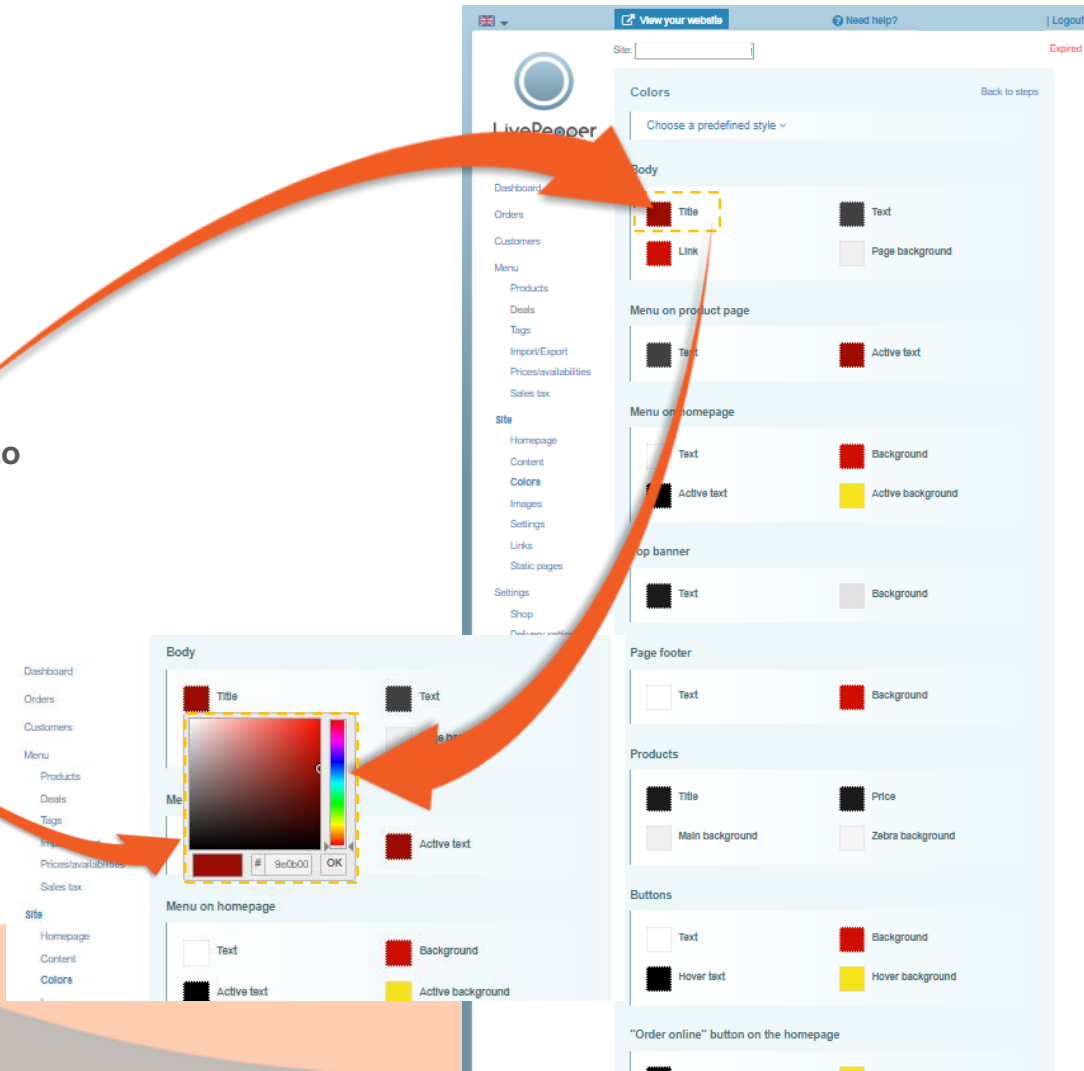 View your website
Need help?
| Logout
Site:
Expired
LivePepper
Colors
Back to steps
Choose a predefined style
Dashboard
Orders
Customers
Menu
Products
Deals
Tags
Import/Export
Prices/availabilities
Sales tax
Site
Homepage
Content
Colors
Images
Settings
Links
Static pages
Settings
Shop
Body
Title
Text
Link
Page background
Menu on product page
Text
Active text
Menu on homepage
Text
Background
Active text
Active background
Top banner
Text
Background
Page footer
Text
Background
Products
Title
Price
Main background
Zebra background
Buttons
Text
Background
Hover text
Hover background
"Order online" button on the homepage
to
Dashboard
Orders
Customers
Menu
Products
Deals
Tags
Prices/availabilities
Sales tax
Site
Homepage
Content
Colors
Body
Title
Text
Me
Active text
# 9e0b00 OK
Menu on homepage
Text
Background
Active text
Active background